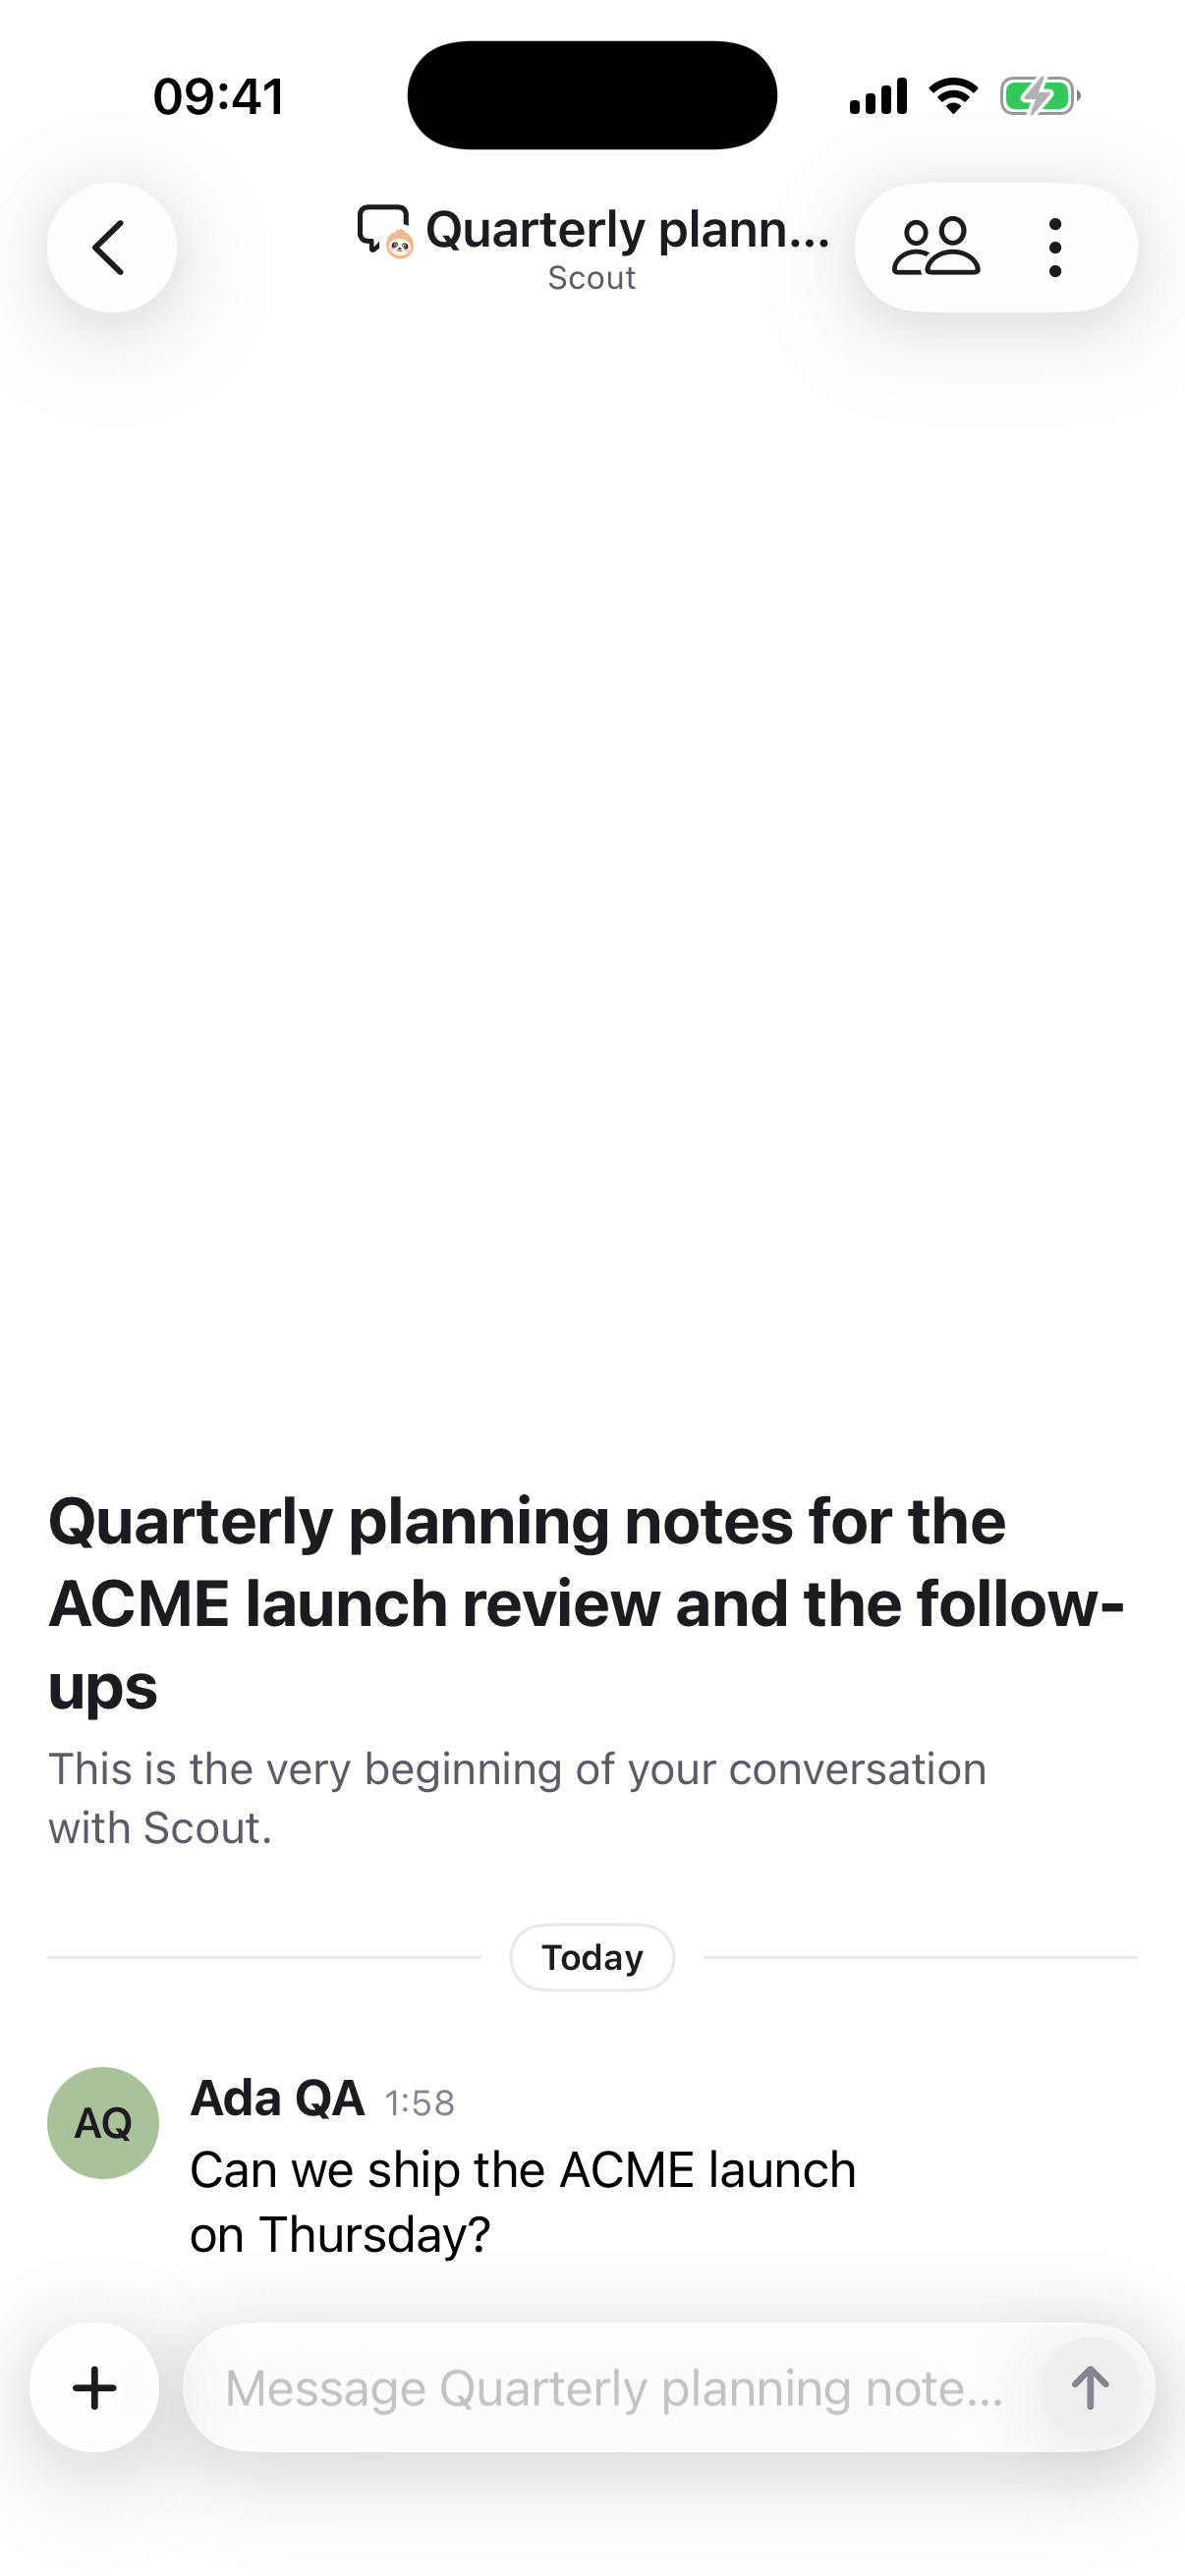 09:41
Quarterly plann...
Scout
Quarterly planning notes for the
ACME launch review and the follow-
ups
This is the very beginning of your conversation
with Scout.
Today
AQ
Ada QA 1:58
Can we ship the ACME launch
on Thursday?
Message Quarterly planning note...